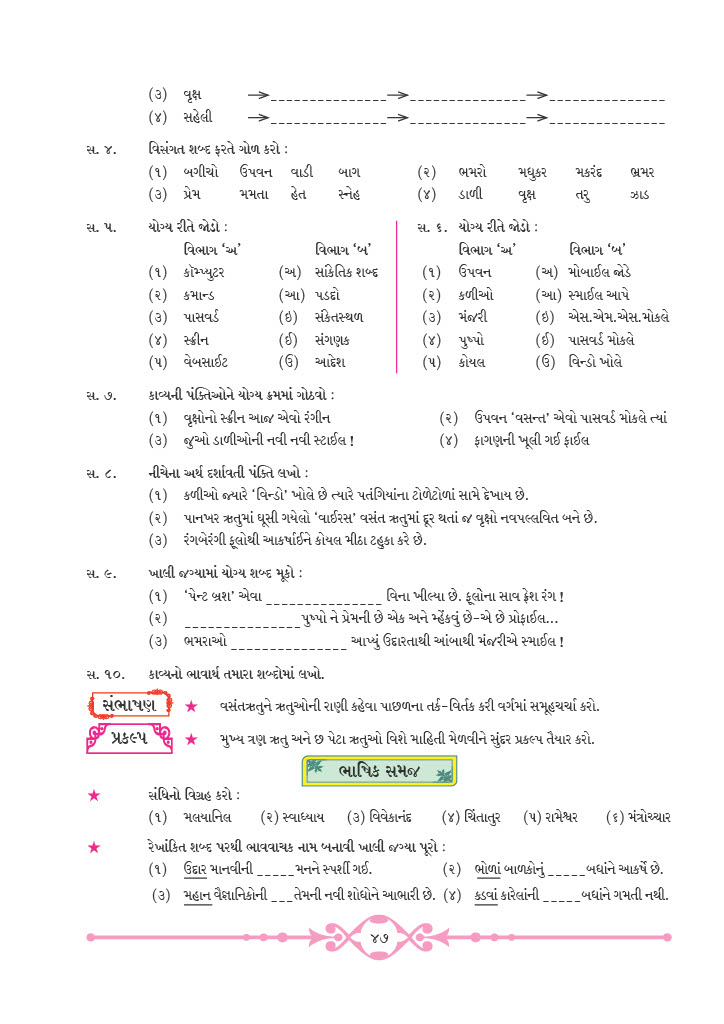 (૩) વૃક્ષ → _______________ → _______________ → _______________
(૪) સહેલી → _______________ → _______________ → _______________
સ. ૪. વિસંગત શબ્દ ફરતે ગોળ કરો :
(૧) બગીચો ઉપવન વાડી બાગ (૨) ભમરો મધુકર મકરંદ ભ્રમર
(૩) પ્રેમ મમતા હેત સ્નેહ (૪) ડાળી વૃક્ષ તરુ ઝાડ
સ. ૫. યોગ્ય રીતે જોડો : સ. ૬. યોગ્ય રીતે જોડો :
વિભાગ ‘અ’ વિભાગ ‘બ’ વિભાગ ‘અ’ વિભાગ ‘બ’
(૧) કૉમ્પ્યુટર (અ) સાંકેતિક શબ્દ (૧) ઉપવન (અ) મોબાઈલ જોડે
(૨) કમાન્ડ (આ) પડદો (૨) કળીઓ (આ) સ્માઈલ આપે
(૩) પાસવર્ડ (ઇ) સંકેતસ્થળ (૩) મંજરી (ઇ) એસ.એમ.એસ.મોકલે
(૪) સ્ક્રીન (ઈ) સંગણક (૪) પુષ્પો (ઈ) પાસવર્ડ મોકલે
(૫) વેબસાઈટ (ઉ) આદેશ (૫) કોયલ (ઉ) વિન્ડો ખોલે
સ. ૭. કાવ્યની પંક્તિઓને યોગ્ય ક્રમમાં ગોઠવો :
(૧) વૃક્ષોનો સ્ક્રીન આજ એવો રંગીન (૨) ઉપવન ‘વસન્ત’ એવો પાસવર્ડ મોકલે ત્યાં
(૩) જુઓ ડાળીઓની નવી નવી સ્ટાઈલ ! (૪) ફાગણની ખૂલી ગઈ ફાઈલ
સ. ૮. નીચેના અર્થ દર્શાવતી પંક્તિ લખો :
(૧) કળીઓ જ્યારે ‘વિન્ડો’ ખોલે છે ત્યારે પતંગિયાંના ટોળેટોળાં સામે દેખાય છે.
(૨) પાનખર ઋતુમાં ઘૂસી ગયેલો ‘વાઈરસ’ વસંત ઋતુમાં દૂર થતાં જ વૃક્ષો નવપલ્લવિત બને છે.
(૩) રંગબેરંગી ફૂલોથી આકર્ષાઈને કોયલ મીઠા ટહુકા કરે છે.
સ. ૯. ખાલી જગ્યામાં યોગ્ય શબ્દ મૂકો :
(૧) ‘પેન્ટ બ્રશ’ એવા _______________ વિના ખીલ્યા છે. ફૂલોના સાવ ફ્રેશ રંગ !
(૨) _______________પુષ્પો ને પ્રેમની છે એક અને મ્હેંકવું છે-એ છે પ્રોફાઈલ...
(૩) ભમરાઓ _______________ આપ્યું ઉદારતાથી આંબાથી મંજરીએ સ્માઈલ !
સ. ૧૦. કાવ્યનો ભાવાર્થ તમારા શબ્દોમાં લખો.
સંભાષણ ★ વસંતઋતુને ઋતુઓની રાણી કહેવા પાછળના તર્ક-વિર્તક કરી વર્ગમાં સમૂહચર્ચા કરો.
પ્રકલ્પ ★ મુખ્ય ત્રણ ઋતુ અને છ પેટા ઋતુઓ વિશે માહિતી મેળવીને સુંદર પ્રકલ્પ તૈયાર કરો.
ભાષિક સમજ
★ સંધિનો વિગ્રહ કરો :
(૧) મલયાનિલ (૨) સ્વાધ્યાય (૩) વિવેકાનંદ (૪) ચિંતાતુર (૫) રામેશ્વર (૬) મંત્રોચ્ચાર
★ રેખાંકિત શબ્દ પરથી ભાવવાચક નામ બનાવી ખાલી જગ્યા પૂરો :
(૧) ઉદાર માનવીની _____મનને સ્પર્શી ગઈ. (૨) ભોળાં બાળકોનું _____બધાંને આકર્ષે છે.
(૩) મહાન વૈજ્ઞાનિકોની ___તેમની નવી શોધોને આભારી છે. (૪) કડવાં કારેલાંની _____બધાંને ગમતી નથી.
૪૭